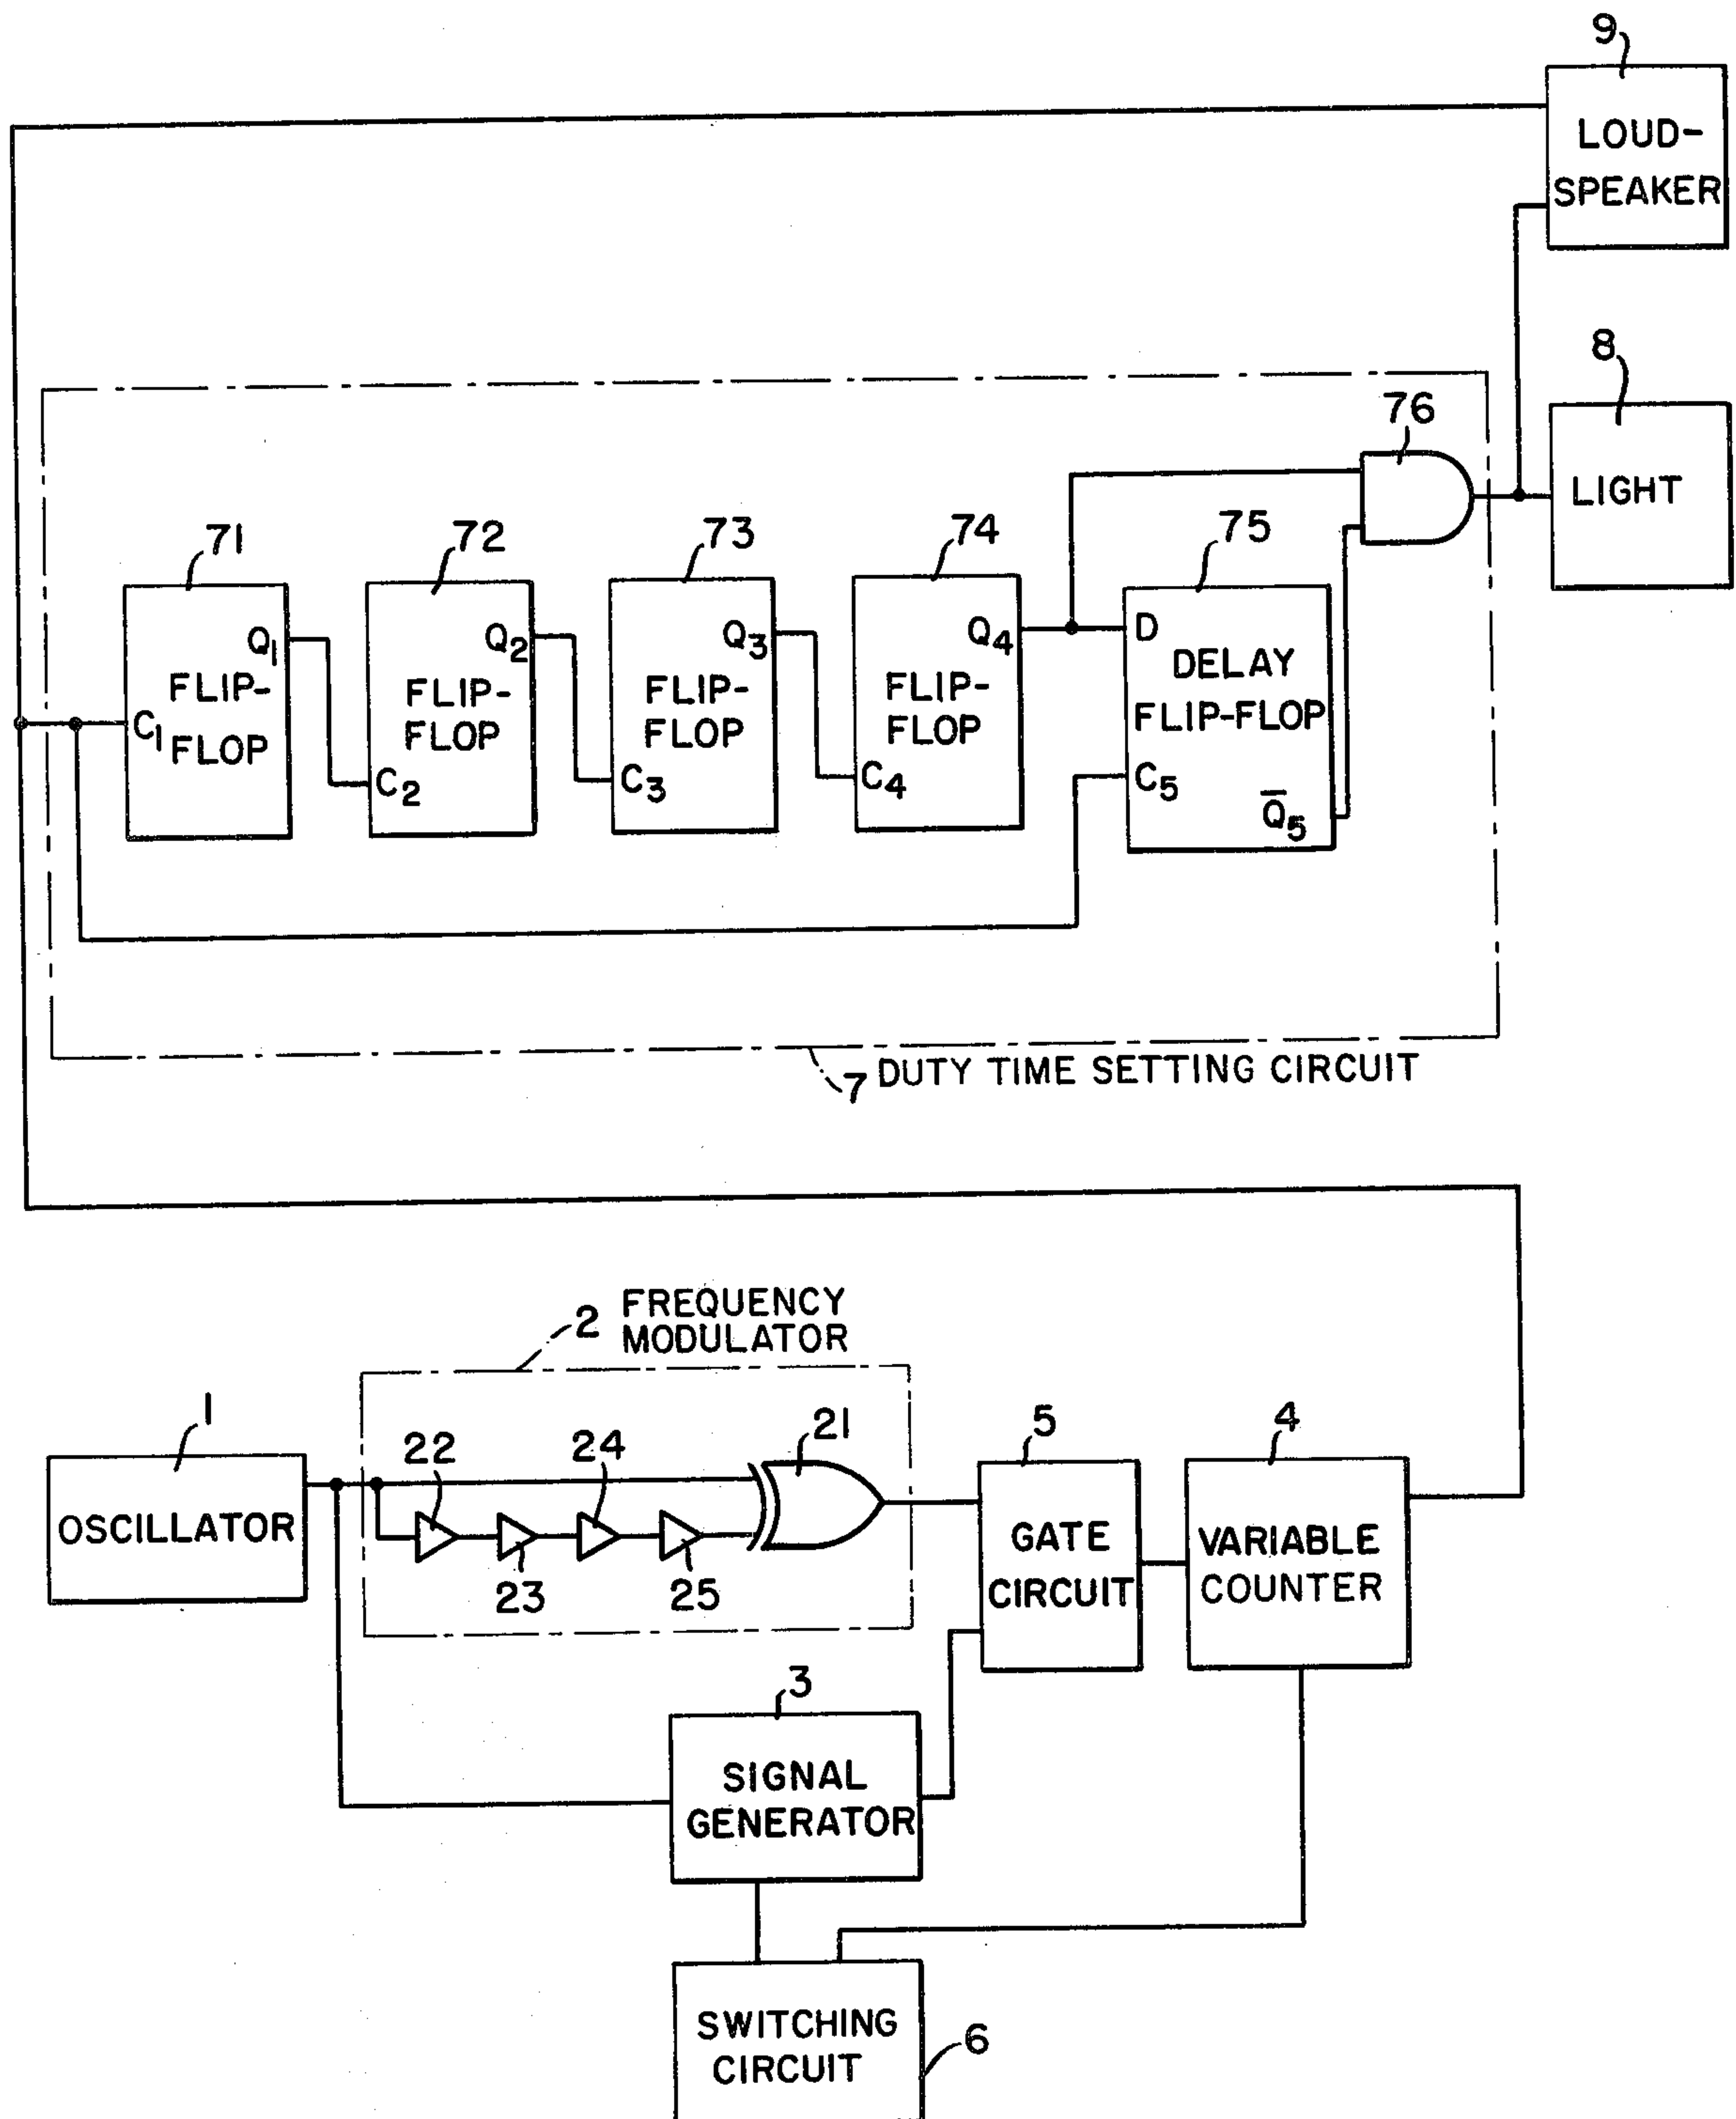 9
LOUD-
SPEAKER
8
LIGHT
76
71
Q1
FLIP-
C1 FLOP
72
Q2
FLIP-
FLOP
C2
73
Q3
FLIP-
FLOP
C3
74
Q4
FLIP-
FLOP
C4
75
D
DELAY
FLIP-FLOP
C5
Q̅5
7 DUTY TIME SETTING CIRCUIT
2 FREQUENCY
MODULATOR
1
OSCILLATOR
22
23
24
25
21
5
GATE
CIRCUIT
4
VARIABLE
COUNTER
3
SIGNAL
GENERATOR
SWITCHING
CIRCUIT
6